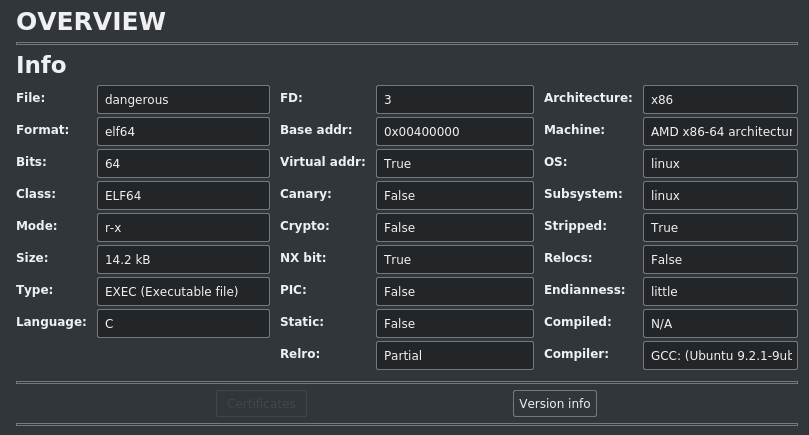 OVERVIEW
Info
File: dangerous FD: 3 Architecture: x86
Format: elf64 Base addr: 0x00400000 Machine: AMD x86-64 architectur
Bits: 64 Virtual addr: True OS: linux
Class: ELF64 Canary: False Subsystem: linux
Mode: r-x Crypto: False Stripped: True
Size: 14.2 kB NX bit: True Relocs: False
Type: EXEC (Executable file) PIC: False Endianness: little
Language: C Static: False Compiled: N/A
Relro: Partial Compiler: GCC: (Ubuntu 9.2.1-9ub
Certificates Version info